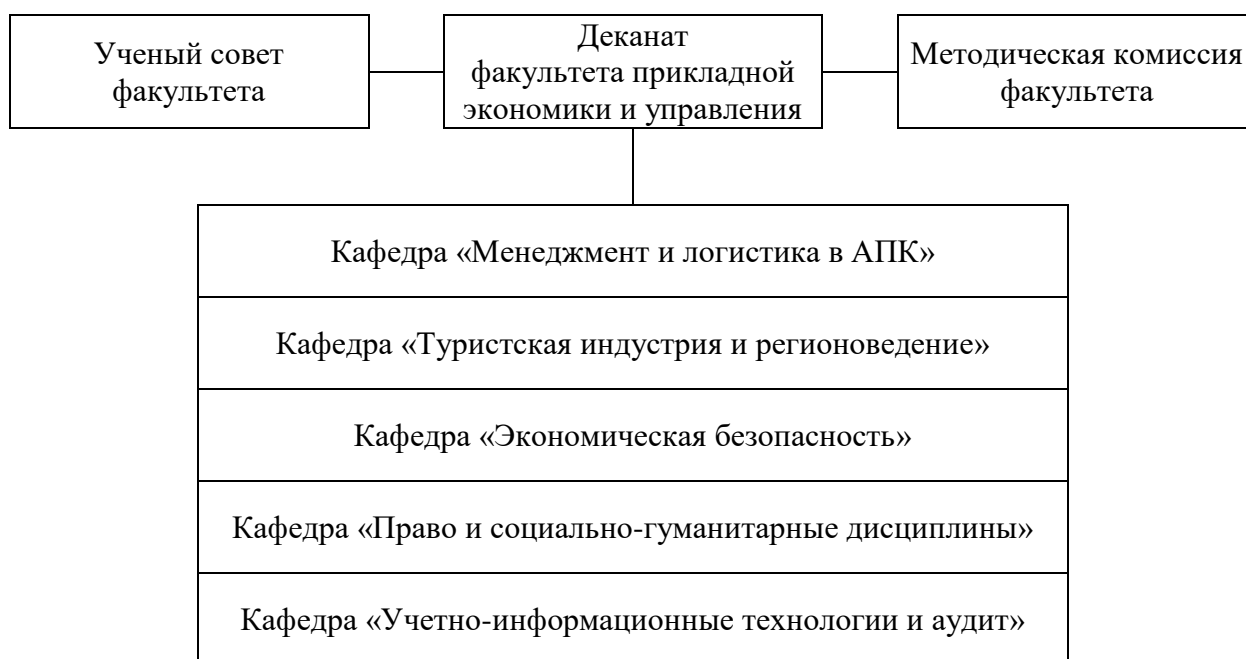 Ученый совет
факультета
Деканат
факультета прикладной
экономики и управления
Методическая комиссия
факультета
Кафедра «Менеджмент и логистика в АПК»
Кафедра «Туристская индустрия и регионоведение»
Кафедра «Экономическая безопасность»
Кафедра «Право и социально-гуманитарные дисциплины»
Кафедра «Учетно-информационные технологии и аудит»